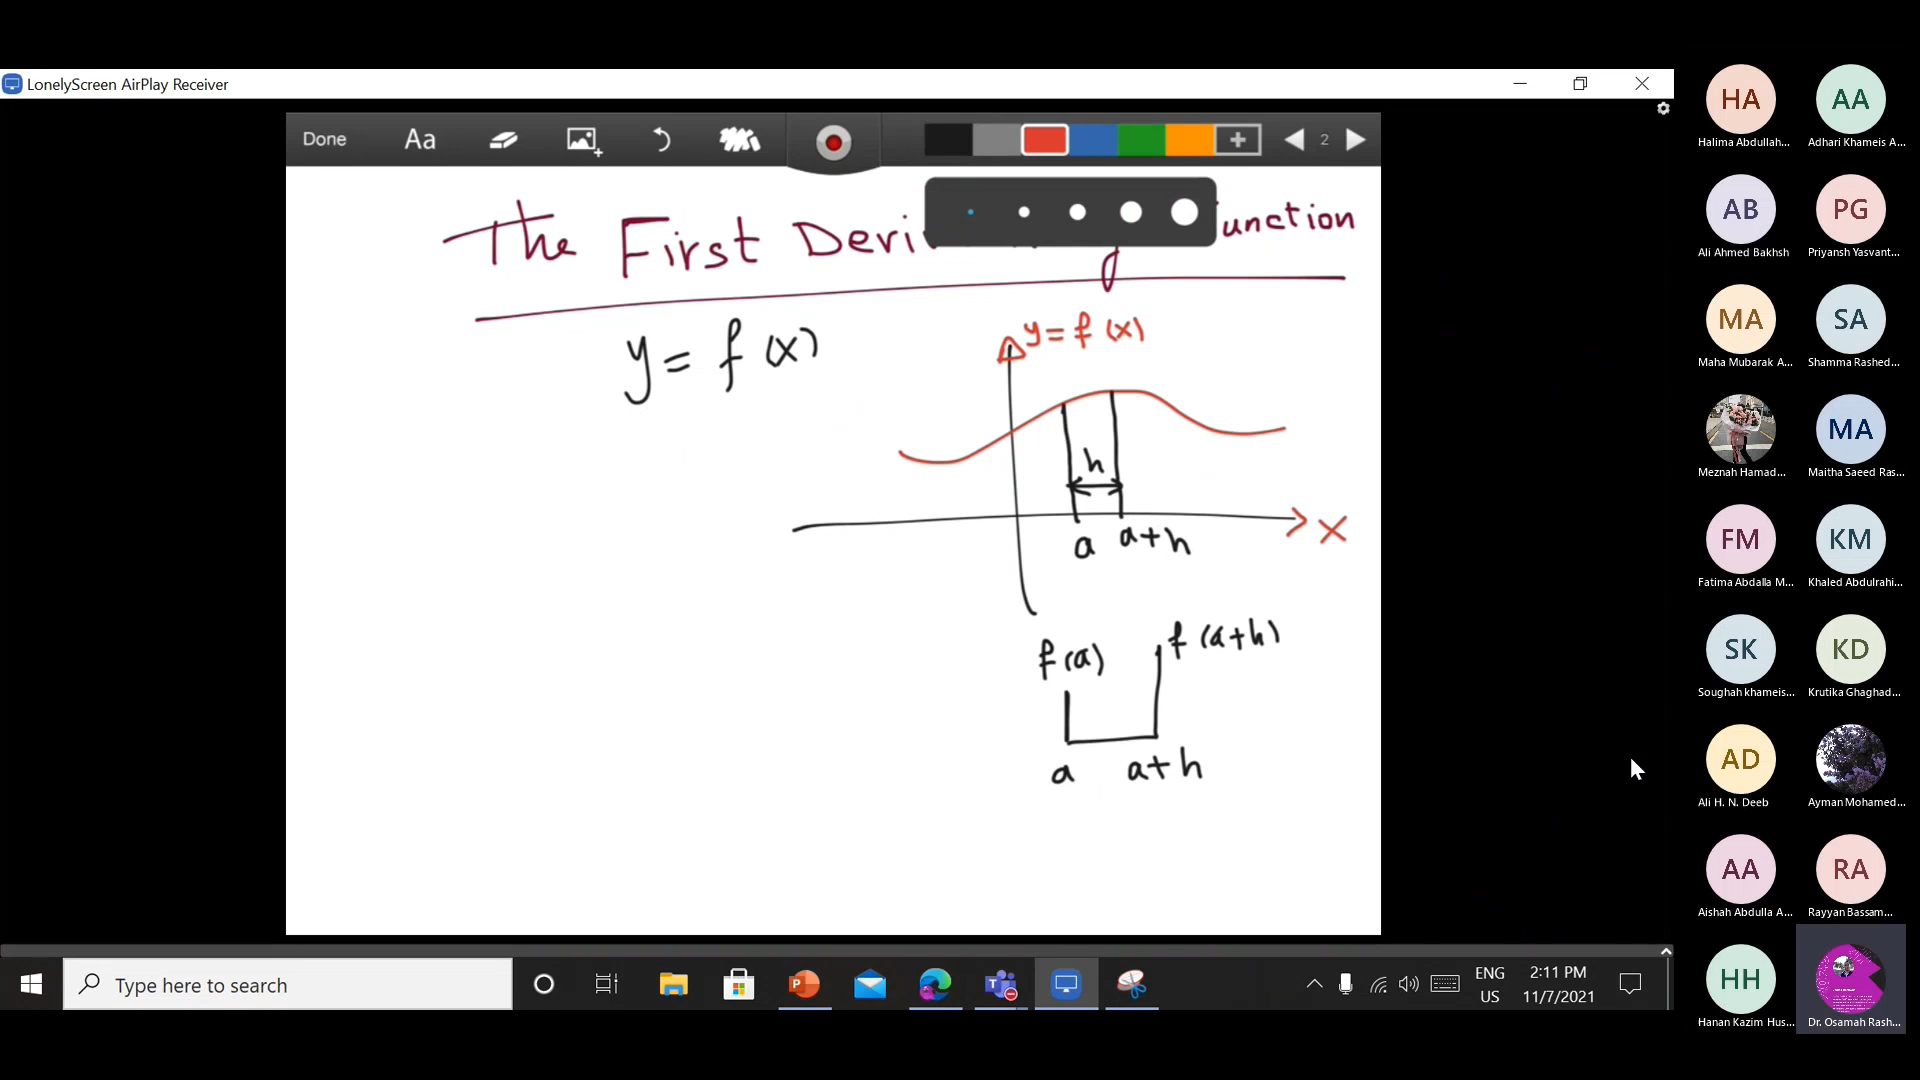 LonelyScreen AirPlay Receiver
Done Aa 2
The First Deri unction
y = f (x)
y = f (x)
h
a a+h
x
f (a) f (a+h)
a a+h
HA AA
Halima Abdullah... Adhari Khameis A...
AB PG
Ali Ahmed Bakhsh Priyansh Yasvant...
MA SA
Maha Mubarak A... Shamma Rashed...
MA
Meznah Hamad... Maitha Saeed Ras...
FM KM
Fatima Abdalla M... Khaled Abdulrahi...
SK KD
Soughah khameis... Krutika Ghaghad...
AD
Ali H. N. Deeb Ayman Mohamed...
AA RA
Aishah Abdulla A... Rayyan Bassam...
HH
Hanan Kazim Hus... Dr. Osamah Rash...
Type here to search
ENG
US
2:11 PM
11/7/2021